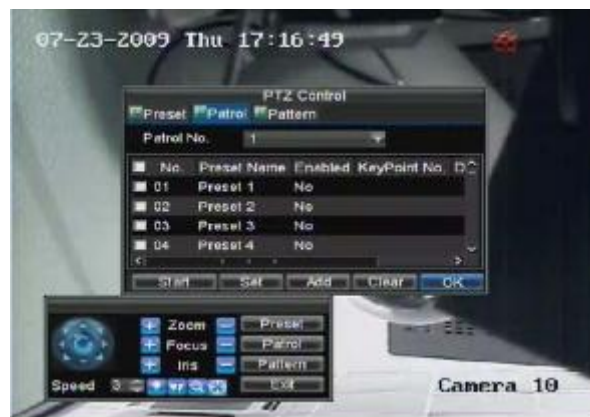 07-23-2009 Thu 17:16:49
PTZ Control
Preset Patrol Pattern
Patrol No. 1
No. Preset Name Enabled KeyPoint No. D
01 Preset 1 No
02 Preset 2 No
03 Preset 3 No
04 Preset 4 No
Start Set Add Clear OK
Zoom Preset
Focus Patrol
Iris Pattern
Speed 3 Exit
Camera 10